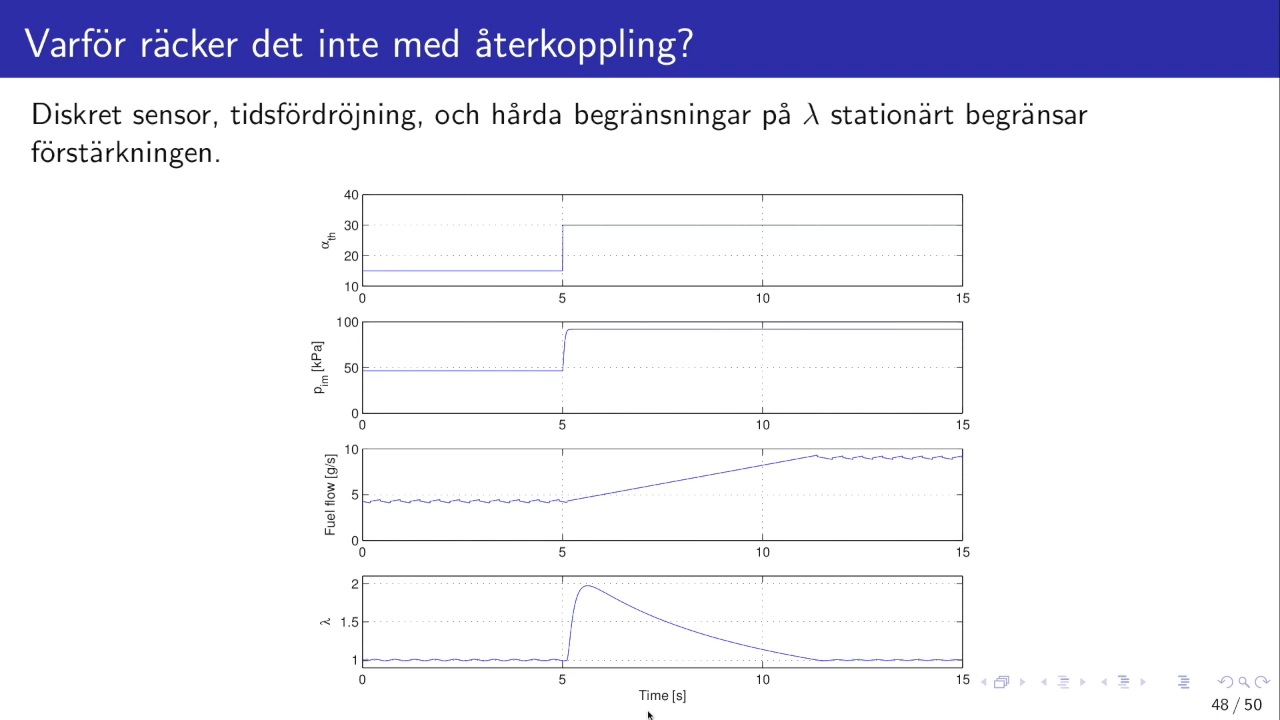 Varför räcker det inte med återkoppling?
Diskret sensor, tidsfördröjning, och hårda begränsningar på λ stationärt begränsar
förstärkningen.
40
30
20
10
α_th
0 5 10 15
100
50
0
p_im [kPa]
0 5 10 15
10
5
0
Fuel flow [g/s]
0 5 10 15
2
1.5
1
λ
0 5 10 15
Time [s]
48 / 50